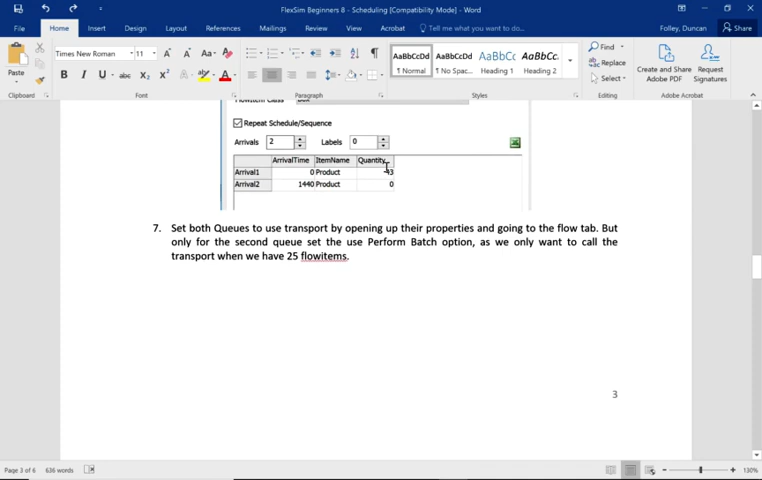 FlexSim Beginners 8 - Scheduling [Compatibility Mode] - Word
Folley, Duncan
Share
File Home Insert Design Layout References Mailings Review View Acrobat Tell me what you want to do...
Times New Roman 11
Paste
AaBbCcDd AaBbCcDd AaBbCc AaBbCc
¶ Normal ¶ No Spac... Heading 1 Heading 2
Find
Replace
Select
Create and Share Adobe PDF
Request Signatures
Clipboard Font Paragraph Styles Editing Adobe Acrobat
Repeat Schedule/Sequence
Arrivals 2 Labels 0
ArrivalTime ItemName Quantity
Arrival1 0 Product
Arrival2 1440 Product 0
7. Set both Queues to use transport by opening up their properties and going to the flow tab. But
only for the second queue set the use Perform Batch option, as we only want to call the
transport when we have 25 flowitems.
3
Page 3 of 6 636 words 130%